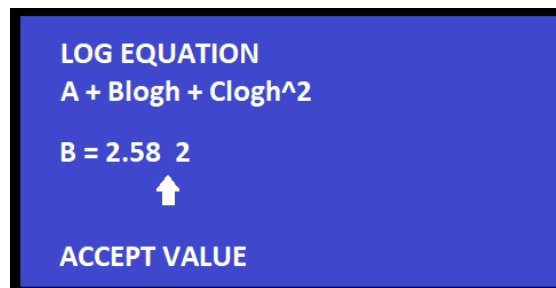 LOG EQUATION
A + Blogh + Clogh^2
B = 2.58 2
ACCEPT VALUE